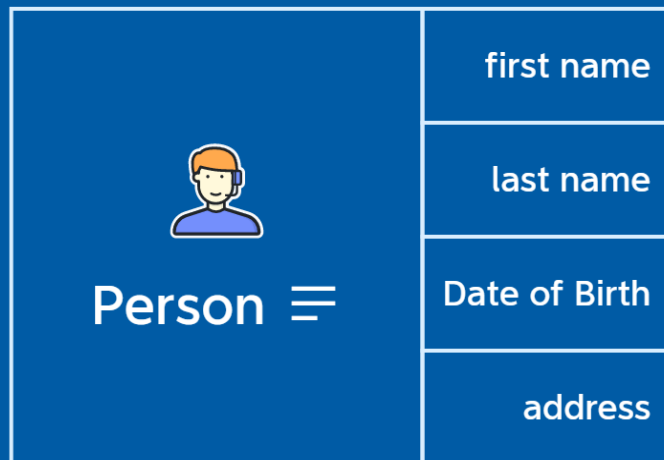 first name
last name
Person
Date of Birth
address